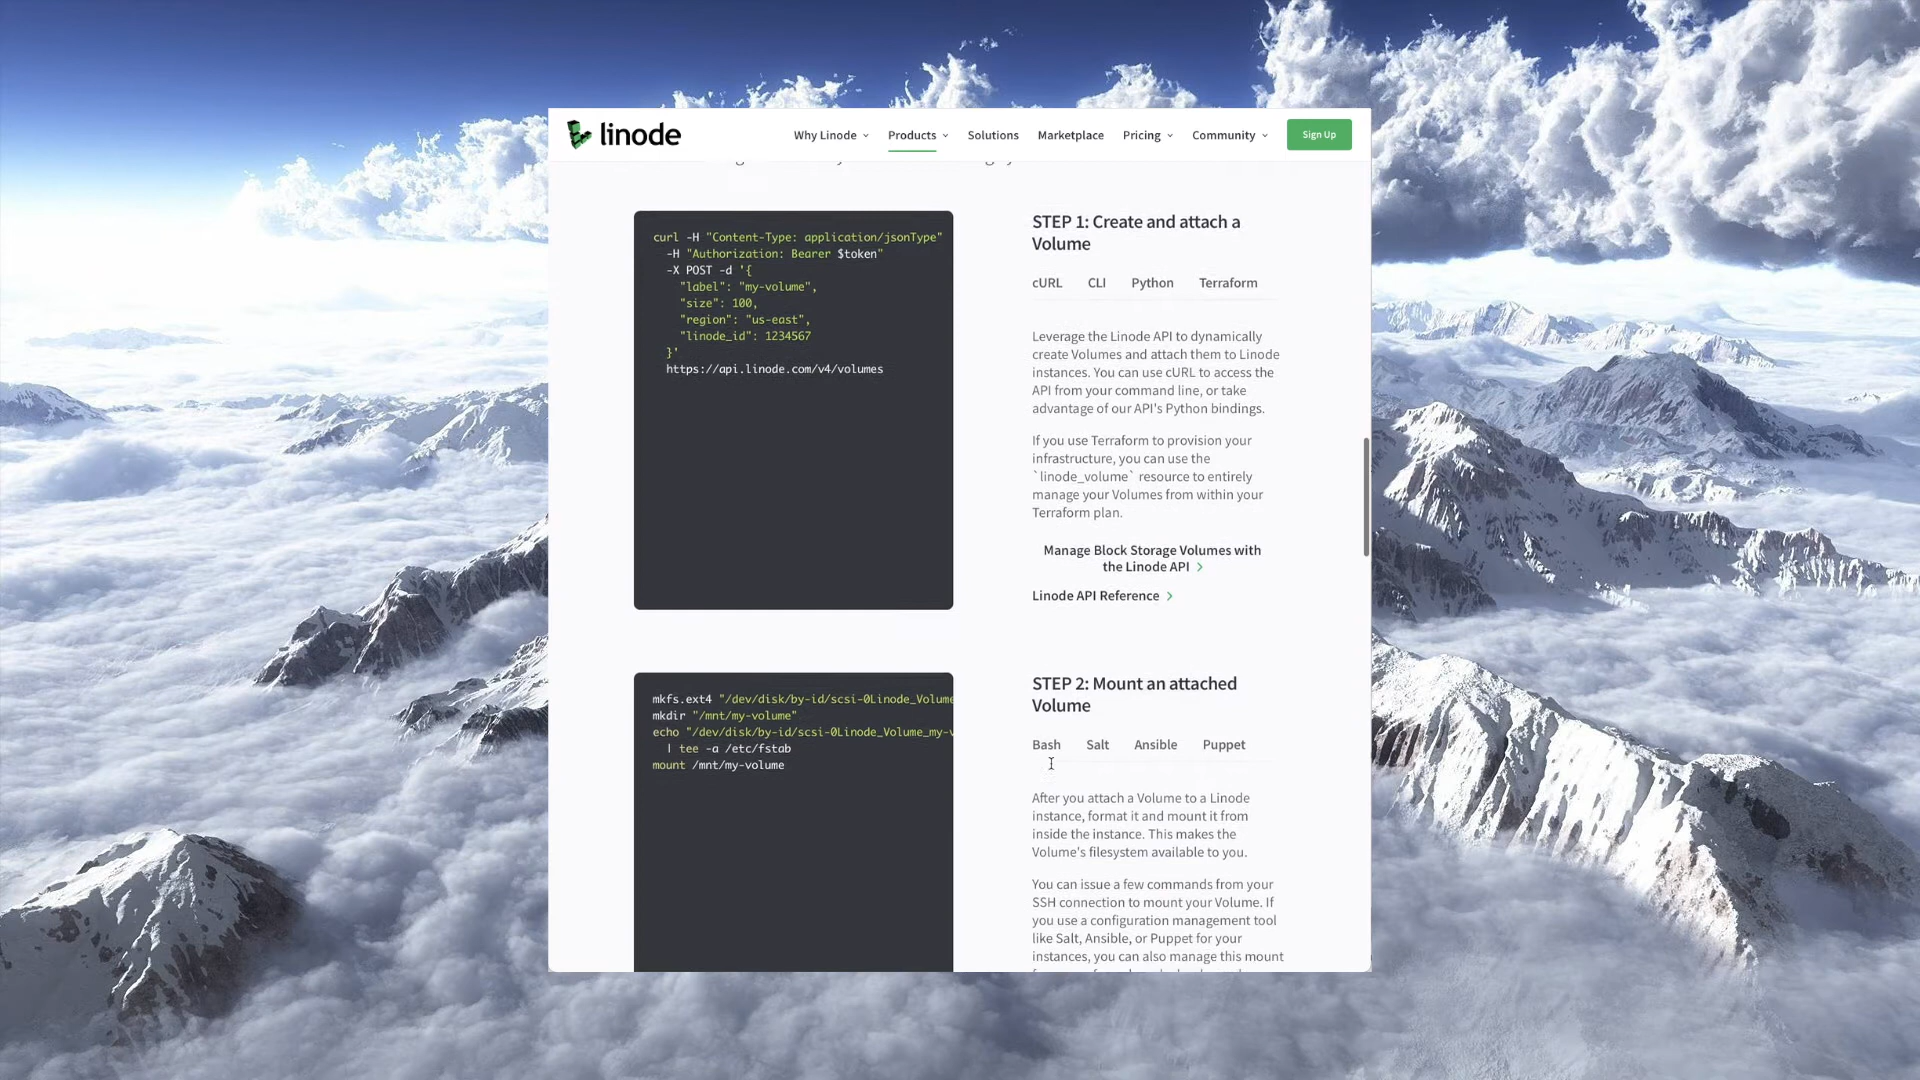 linode
Why Linode
Products
Solutions
Marketplace
Pricing
Community
Sign Up
curl -H "Content-Type: application/jsonType"
-H "Authorization: Bearer $token"
-X POST -d '{
"label": "my-volume",
"size": 100,
"region": "us-east",
"linode_id": 1234567
}'
https://api.linode.com/v4/volumes
STEP 1: Create and attach a
Volume
cURL CLI Python Terraform
Leverage the Linode API to dynamically
create Volumes and attach them to Linode
instances. You can use cURL to access the
API from your command line, or take
advantage of our API's Python bindings.
If you use Terraform to provision your
infrastructure, you can use the
`linode_volume` resource to entirely
manage your Volumes from within your
Terraform plan.
Manage Block Storage Volumes with
the Linode API >
Linode API Reference >
mkfs.ext4 "/dev/disk/by-id/scsi-0Linode_Volume
mkdir "/mnt/my-volume"
echo "/dev/disk/by-id/scsi-0Linode_Volume_my-v
| tee -a /etc/fstab
mount /mnt/my-volume
STEP 2: Mount an attached
Volume
Bash Salt Ansible Puppet
After you attach a Volume to a Linode
instance, format it and mount it from
inside the instance. This makes the
Volume's filesystem available to you.
You can issue a few commands from your
SSH connection to mount your Volume. If
you use a configuration management tool
like Salt, Ansible, or Puppet for your
instances, you can also manage this mount